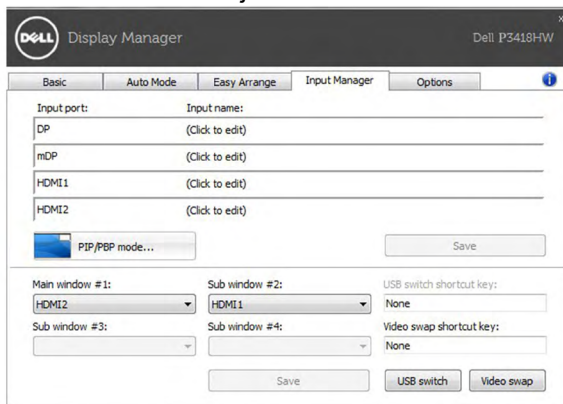 DELL Display Manager Dell P3418HW
Basic Auto Mode Easy Arrange Input Manager Options
Input port: Input name:
DP (Click to edit)
mDP (Click to edit)
HDMI1 (Click to edit)
HDMI2 (Click to edit)
PIP/PBP mode... Save
Main window #1: Sub window #2: USB switch shortcut key:
HDMI2 HDMI1 None
Sub window #3: Sub window #4: Video swap shortcut key:
None
Save USB switch Video swap